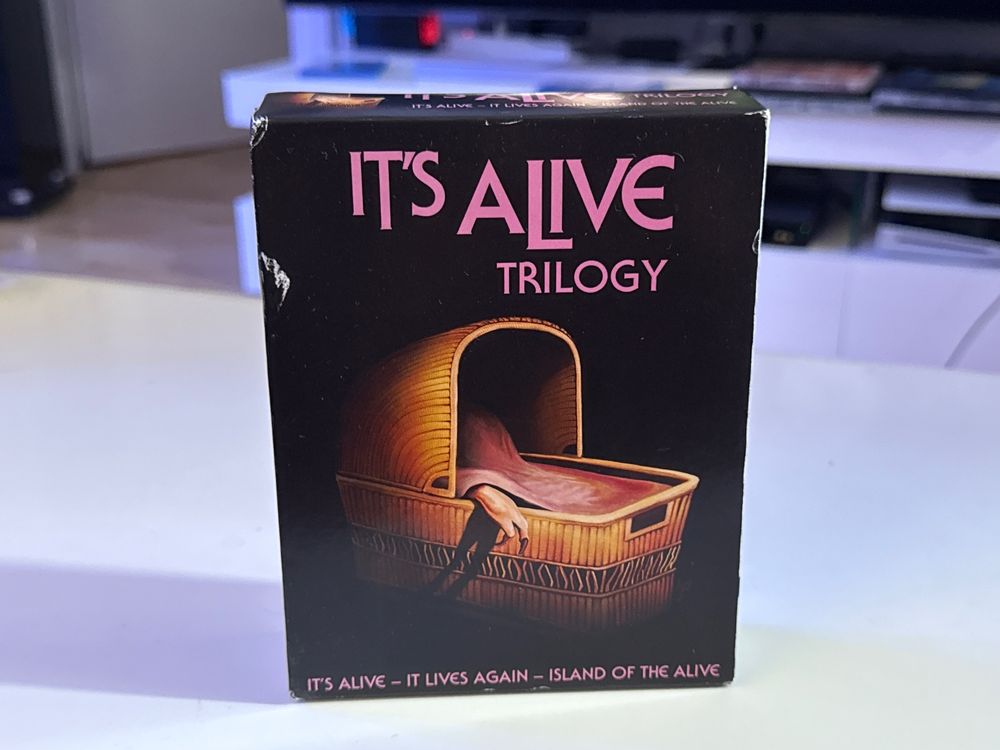 IT'S ALIVE
IT'S ALIVE – IT LIVES AGAIN – ISLAND OF THE ALIVE
IT'S ALIVE
TRILOGY
IT'S ALIVE – IT LIVES AGAIN – ISLAND OF THE ALIVE